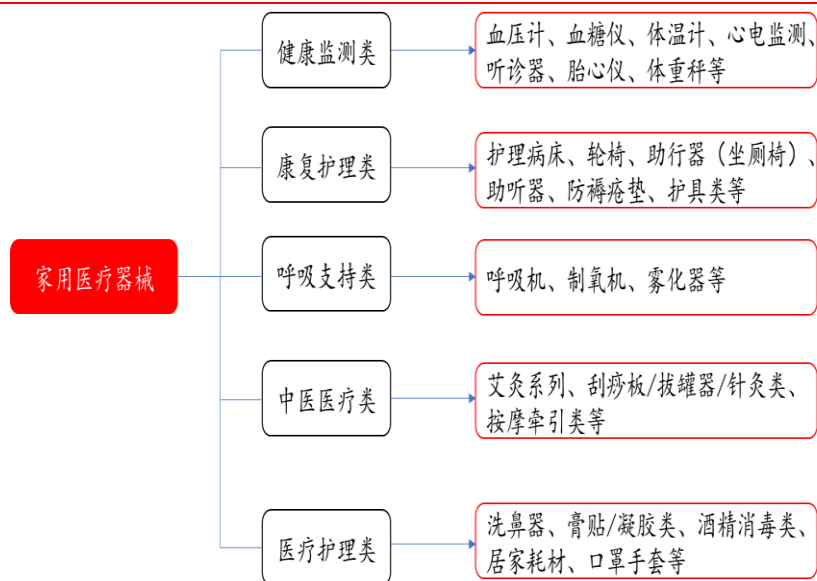 健康监测类
血压计、血糖仪、体温计、心电监测、
听诊器、胎心仪、体重秤等
康复护理类
护理病床、轮椅、助行器（坐厕椅）、
助听器、防褥疮垫、护具类等
家用医疗器械
呼吸支持类
呼吸机、制氧机、雾化器等
中医医疗类
艾灸系列、刮痧板/拔罐器/针灸类、
按摩牵引类等
医疗护理类
洗鼻器、膏贴/凝胶类、酒精消毒类、
居家耗材、口罩手套等